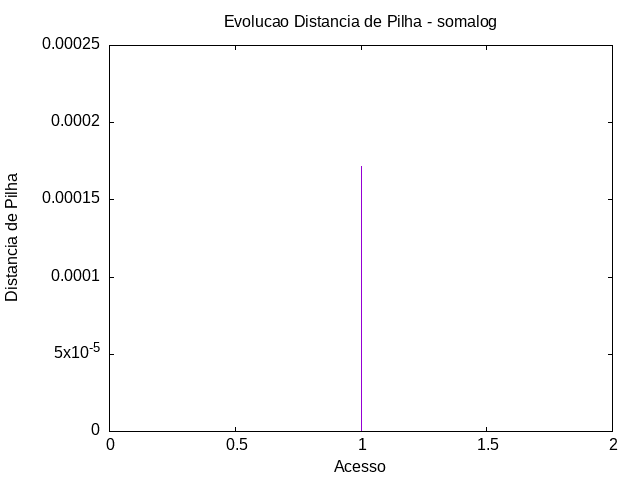 Evolucao Distancia de Pilha - somalog
0.00025
0.0002
0.00015
0.0001
5x10-5
0
0 0.5 1 1.5 2
Distancia de Pilha
Acesso